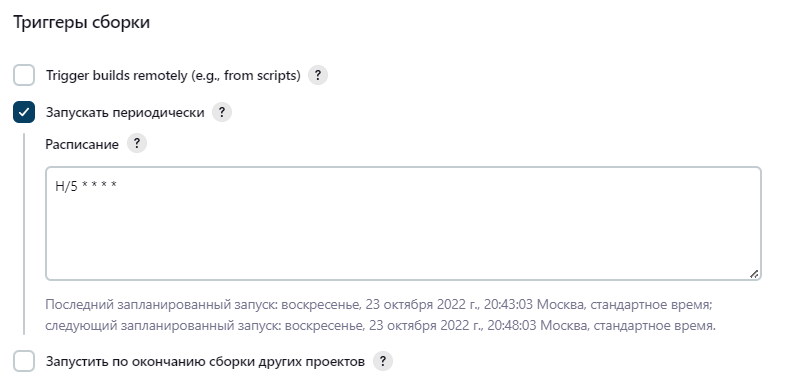 Триггеры сборки
Trigger builds remotely (e.g., from scripts) ?
Запускать периодически ?
Расписание ?
H/5 * * * *
Последний запланированный запуск: воскресенье, 23 октября 2022 г., 20:43:03 Москва, стандартное время;
следующий запланированный запуск: воскресенье, 23 октября 2022 г., 20:48:03 Москва, стандартное время.
Запустить по окончанию сборки других проектов ?